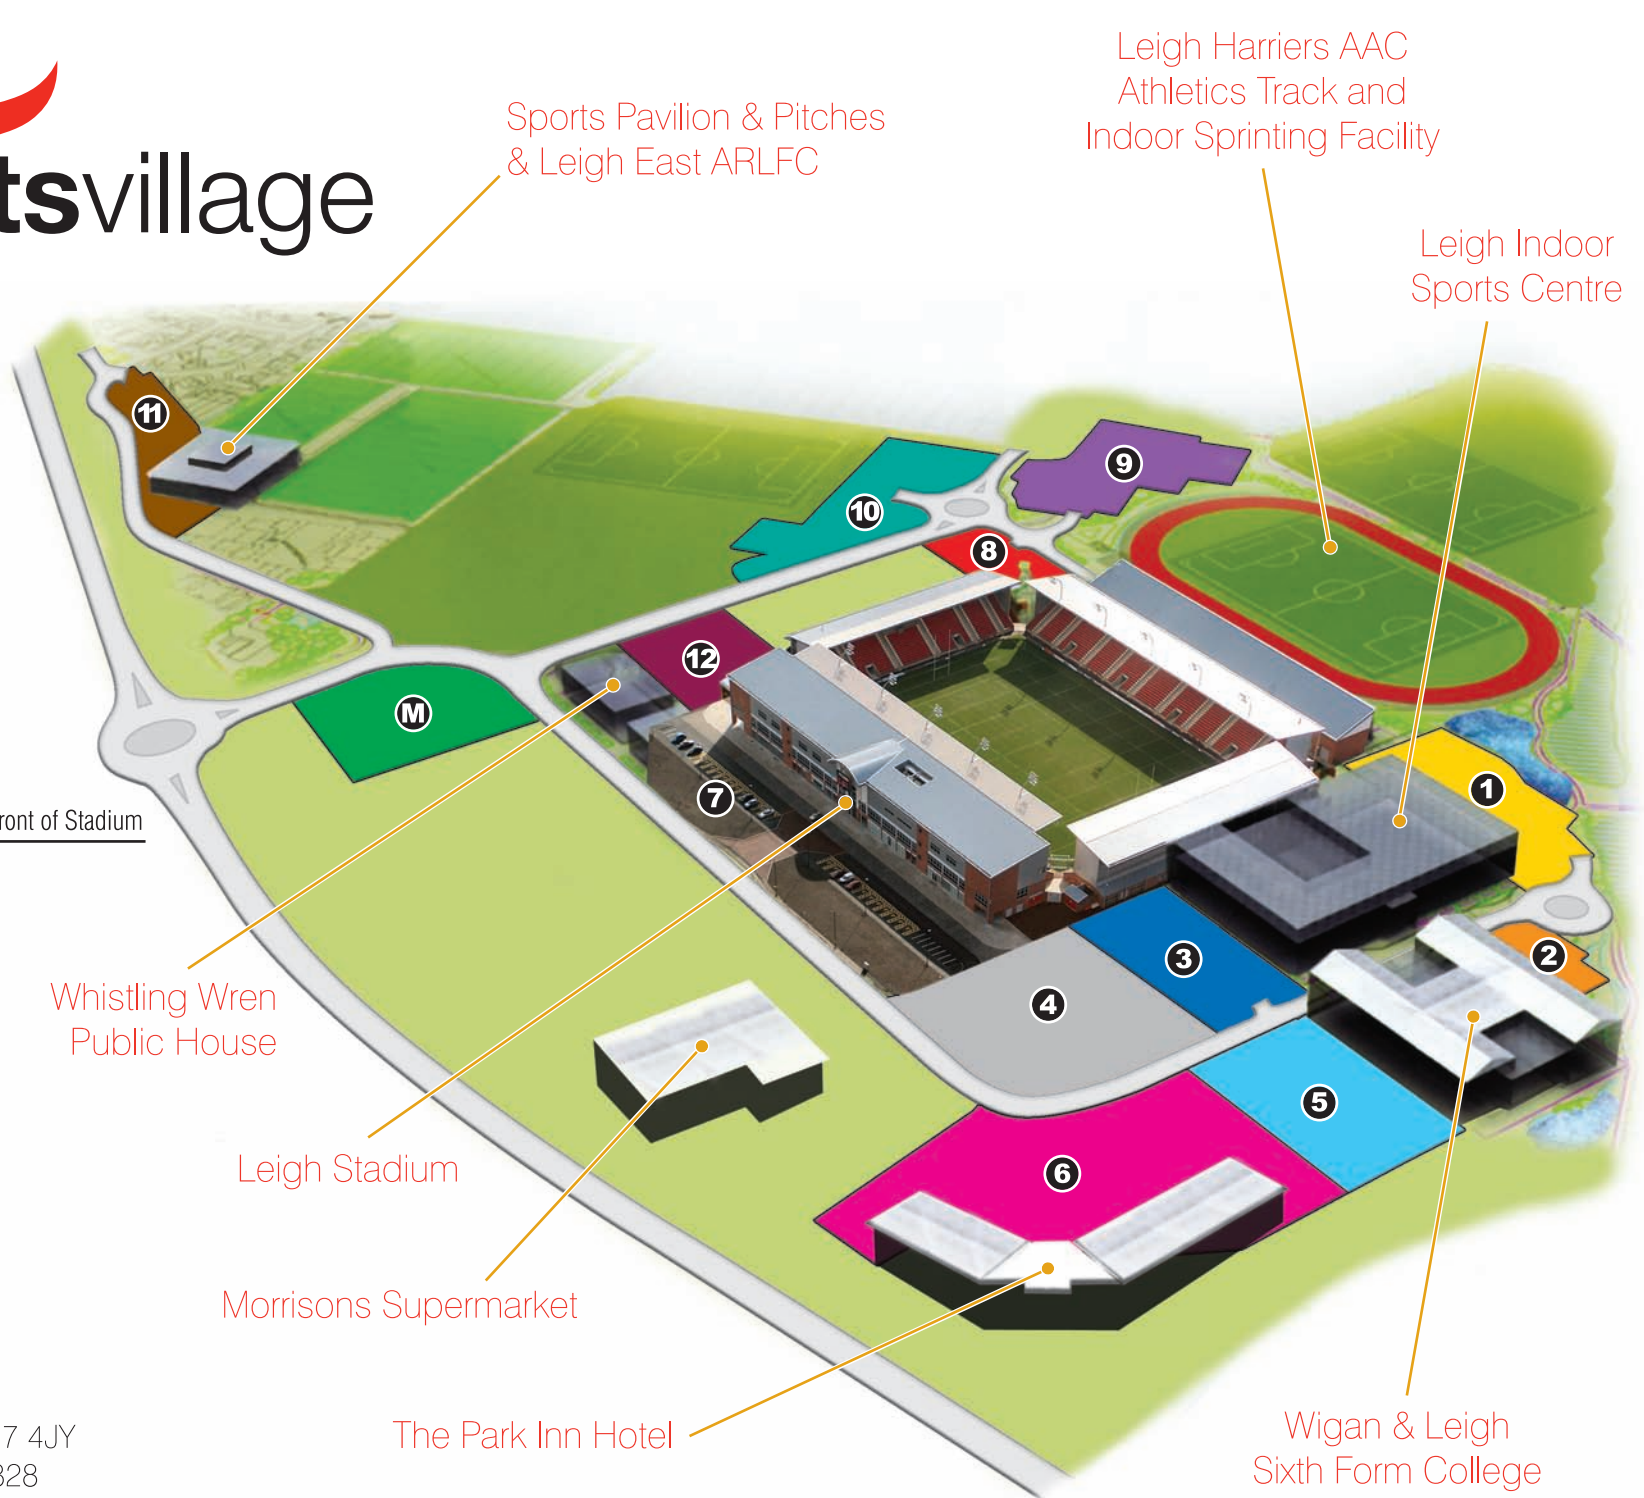 Leigh Harriers AAC
Athletics Track and
Indoor Sprinting Facility
Sports Pavilion & Pitches
& Leigh East ARLFC
tsvillage
Leigh Indoor
Sports Centre
11
9
10
8
12
M
7
1
ront of Stadium
3
2
4
Whistling Wren
Public House
5
6
Leigh Stadium
Morrisons Supermarket
The Park Inn Hotel
Wigan & Leigh
Sixth Form College
7 4JY
328